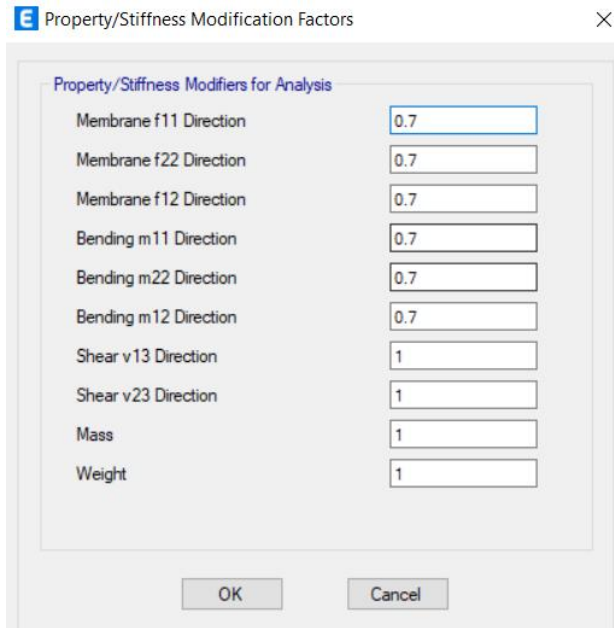 E Property/Stiffness Modification Factors
Property/Stiffness Modifiers for Analysis
Membrane f11 Direction 0.7
Membrane f22 Direction 0.7
Membrane f12 Direction 0.7
Bending m11 Direction 0.7
Bending m22 Direction 0.7
Bending m12 Direction 0.7
Shear v13 Direction 1
Shear v23 Direction 1
Mass 1
Weight 1
OK Cancel